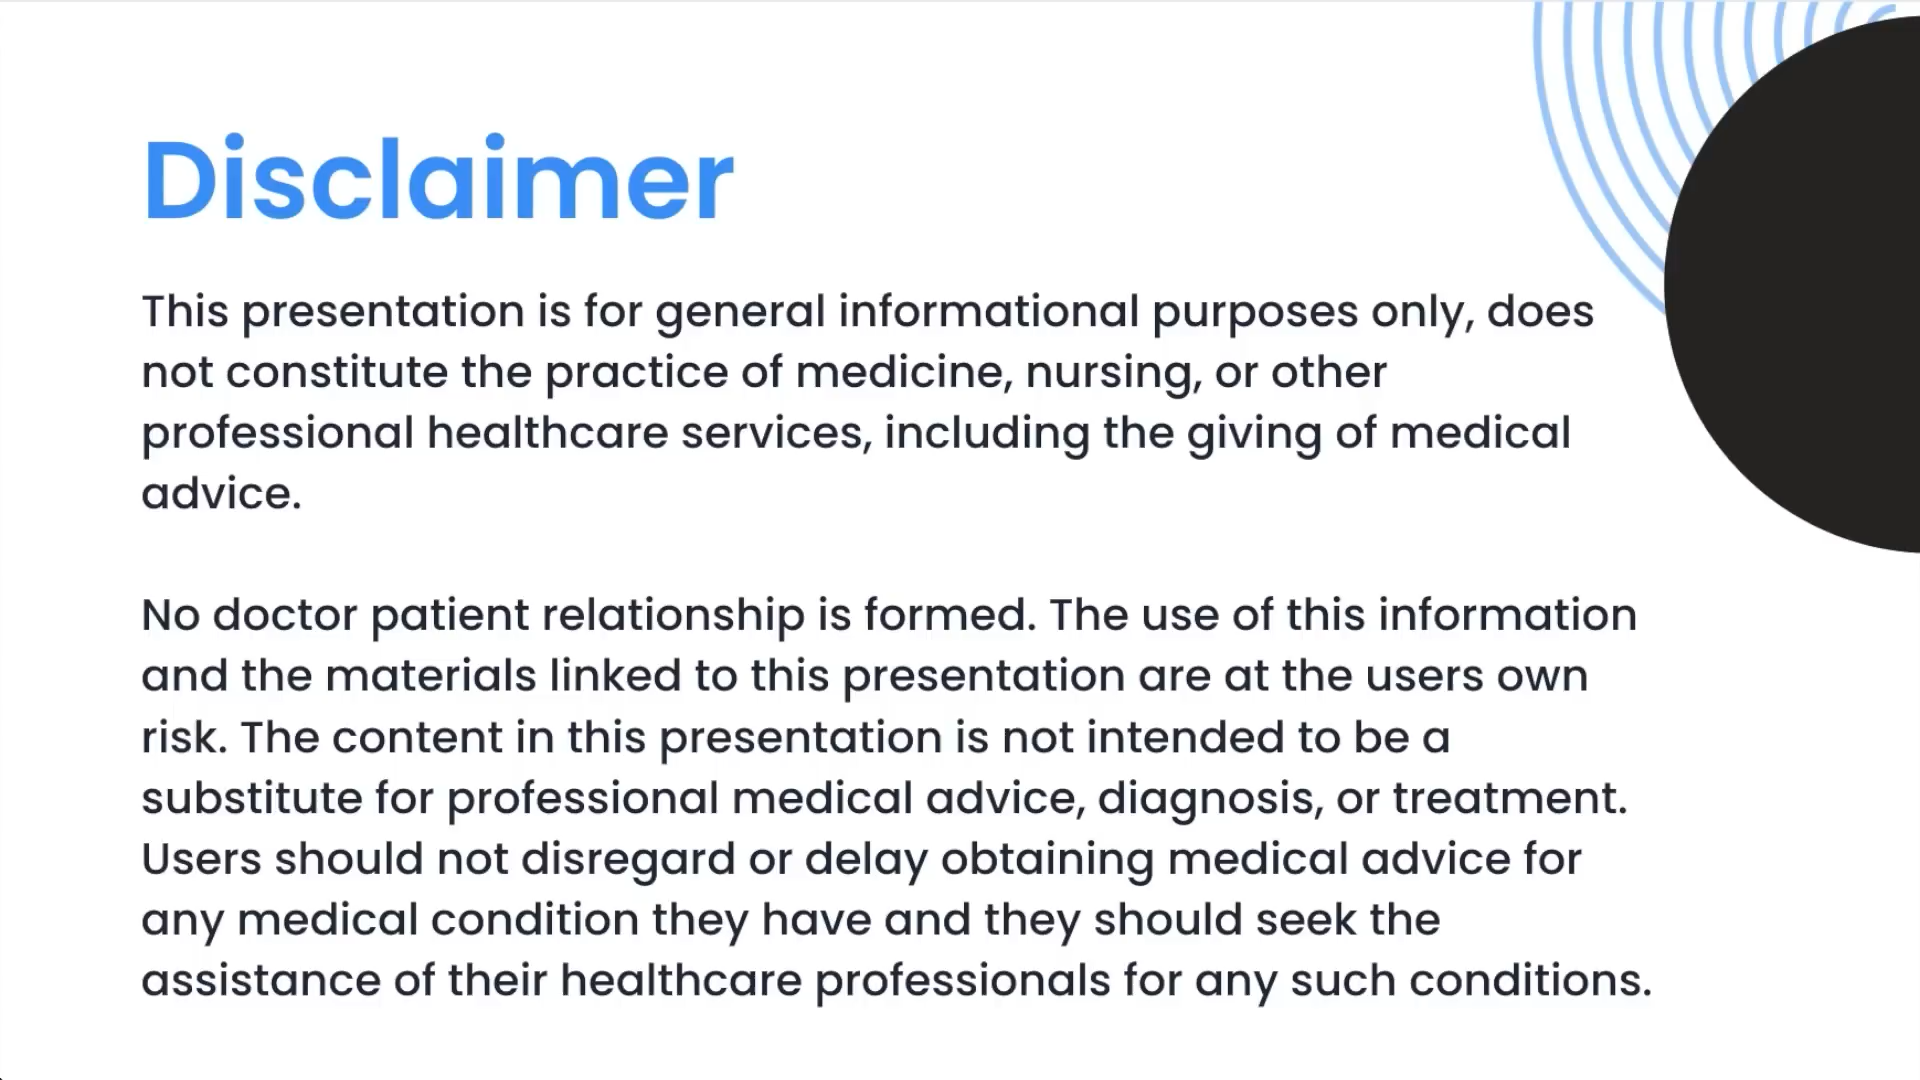 Disclaimer
This presentation is for general informational purposes only, does
not constitute the practice of medicine, nursing, or other
professional healthcare services, including the giving of medical
advice.
No doctor patient relationship is formed. The use of this information
and the materials linked to this presentation are at the users own
risk. The content in this presentation is not intended to be a
substitute for professional medical advice, diagnosis, or treatment.
Users should not disregard or delay obtaining medical advice for
any medical condition they have and they should seek the
assistance of their healthcare professionals for any such conditions.